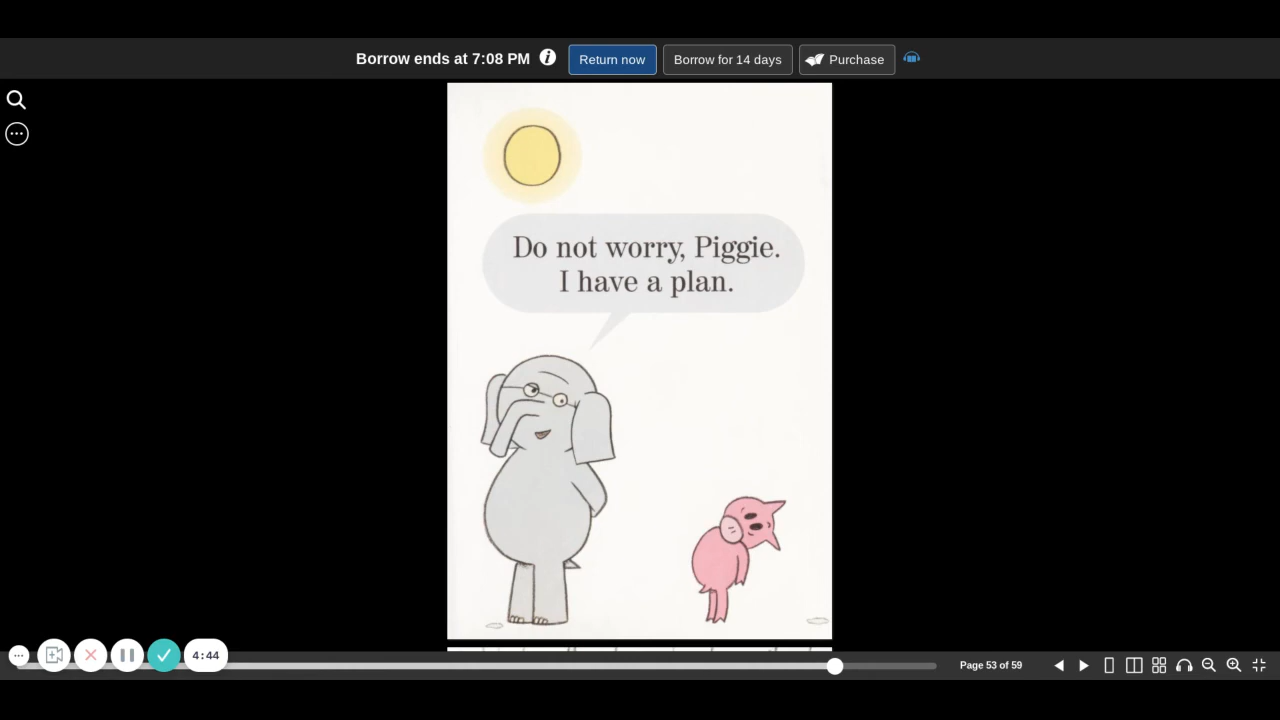 Borrow ends at 7:08 PM
Return now
Borrow for 14 days
Purchase
Do not worry, Piggie.
I have a plan.
4:44
Page 53 of 59